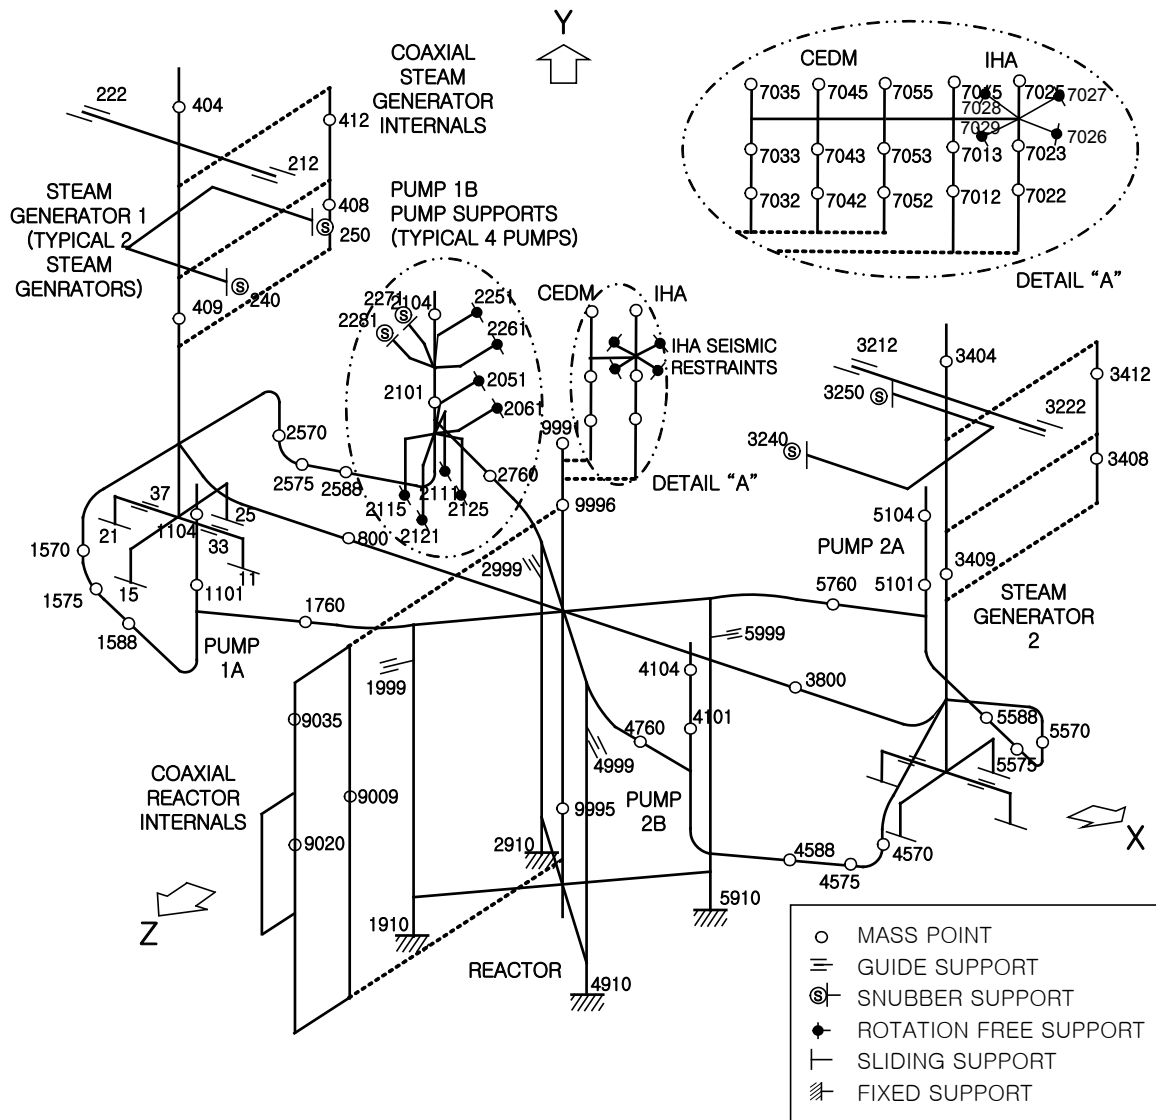 Y
COAXIAL
STEAM
GENERATOR
INTERNALS
222
404
412
212
STEAM
GENERATOR 1
(TYPICAL 2
STEAM
GENRATORS)
408
250
240
409
PUMP 1B
PUMP SUPPORTS
(TYPICAL 4 PUMPS)
CEDM
IHA
7035
7045
7055
7025
7028
7027
7029
7026
7033
7043
7053
7013
7023
7032
7042
7052
7012
7022
DETAIL “A”
2271
2281
2104
2251
2261
2101
2051
2061
2111
2115
2125
2121
CEDM
IHA
IHA SEISMIC
RESTRAINTS
DETAIL “A”
3212
3250
3404
3412
3222
3240
3408
2570
2575
2588
2760
9996
37
25
21
1104
33
11
15
1101
800
1570
1575
1588
1760
PUMP
1A
2999
1999
5104
PUMP 2A
5101
5760
3409
STEAM
GENERATOR
2
5999
4104
4101
3800
4760
4999
5588
5570
5575
9035
COAXIAL
REACTOR
INTERNALS
9009
9020
9995
PUMP
2B
X
4588
4570
4575
2910
Z
1910
5910
REACTOR
4910
MASS POINT
GUIDE SUPPORT
SNUBBER SUPPORT
ROTATION FREE SUPPORT
SLIDING SUPPORT
FIXED SUPPORT